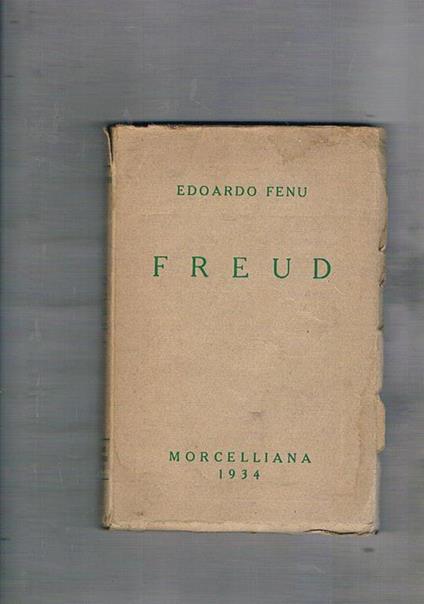 EDOARDO FENU
FREUD
MORCELLIANA
1934